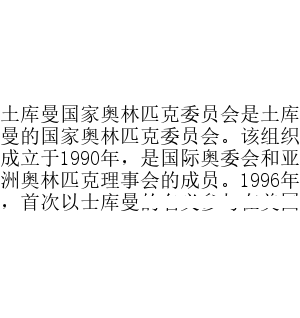 土库曼国家奥林匹克委员会是土库
曼的国家奥林匹克委员会。该组织
成立于1990年，是国际奥委会和亚
洲奥林匹克理事会的成员。1996年
，首次以士库曼